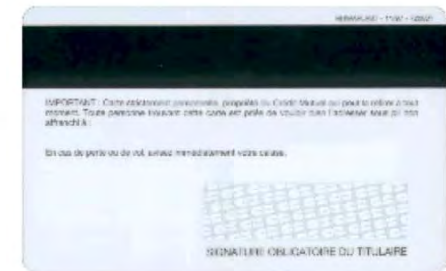 IMPORTANT : Carte strictement personnelle, propriété du Crédit Mutuel qui peut la retirer à tout
moment. Toute personne trouvant cette carte est priée de vouloir bien l'adresser sous pli non
affranchi à :
En cas de perte ou de vol, avisez immédiatement votre caisse.
SIGNATURE OBLIGATOIRE DU TITULAIRE